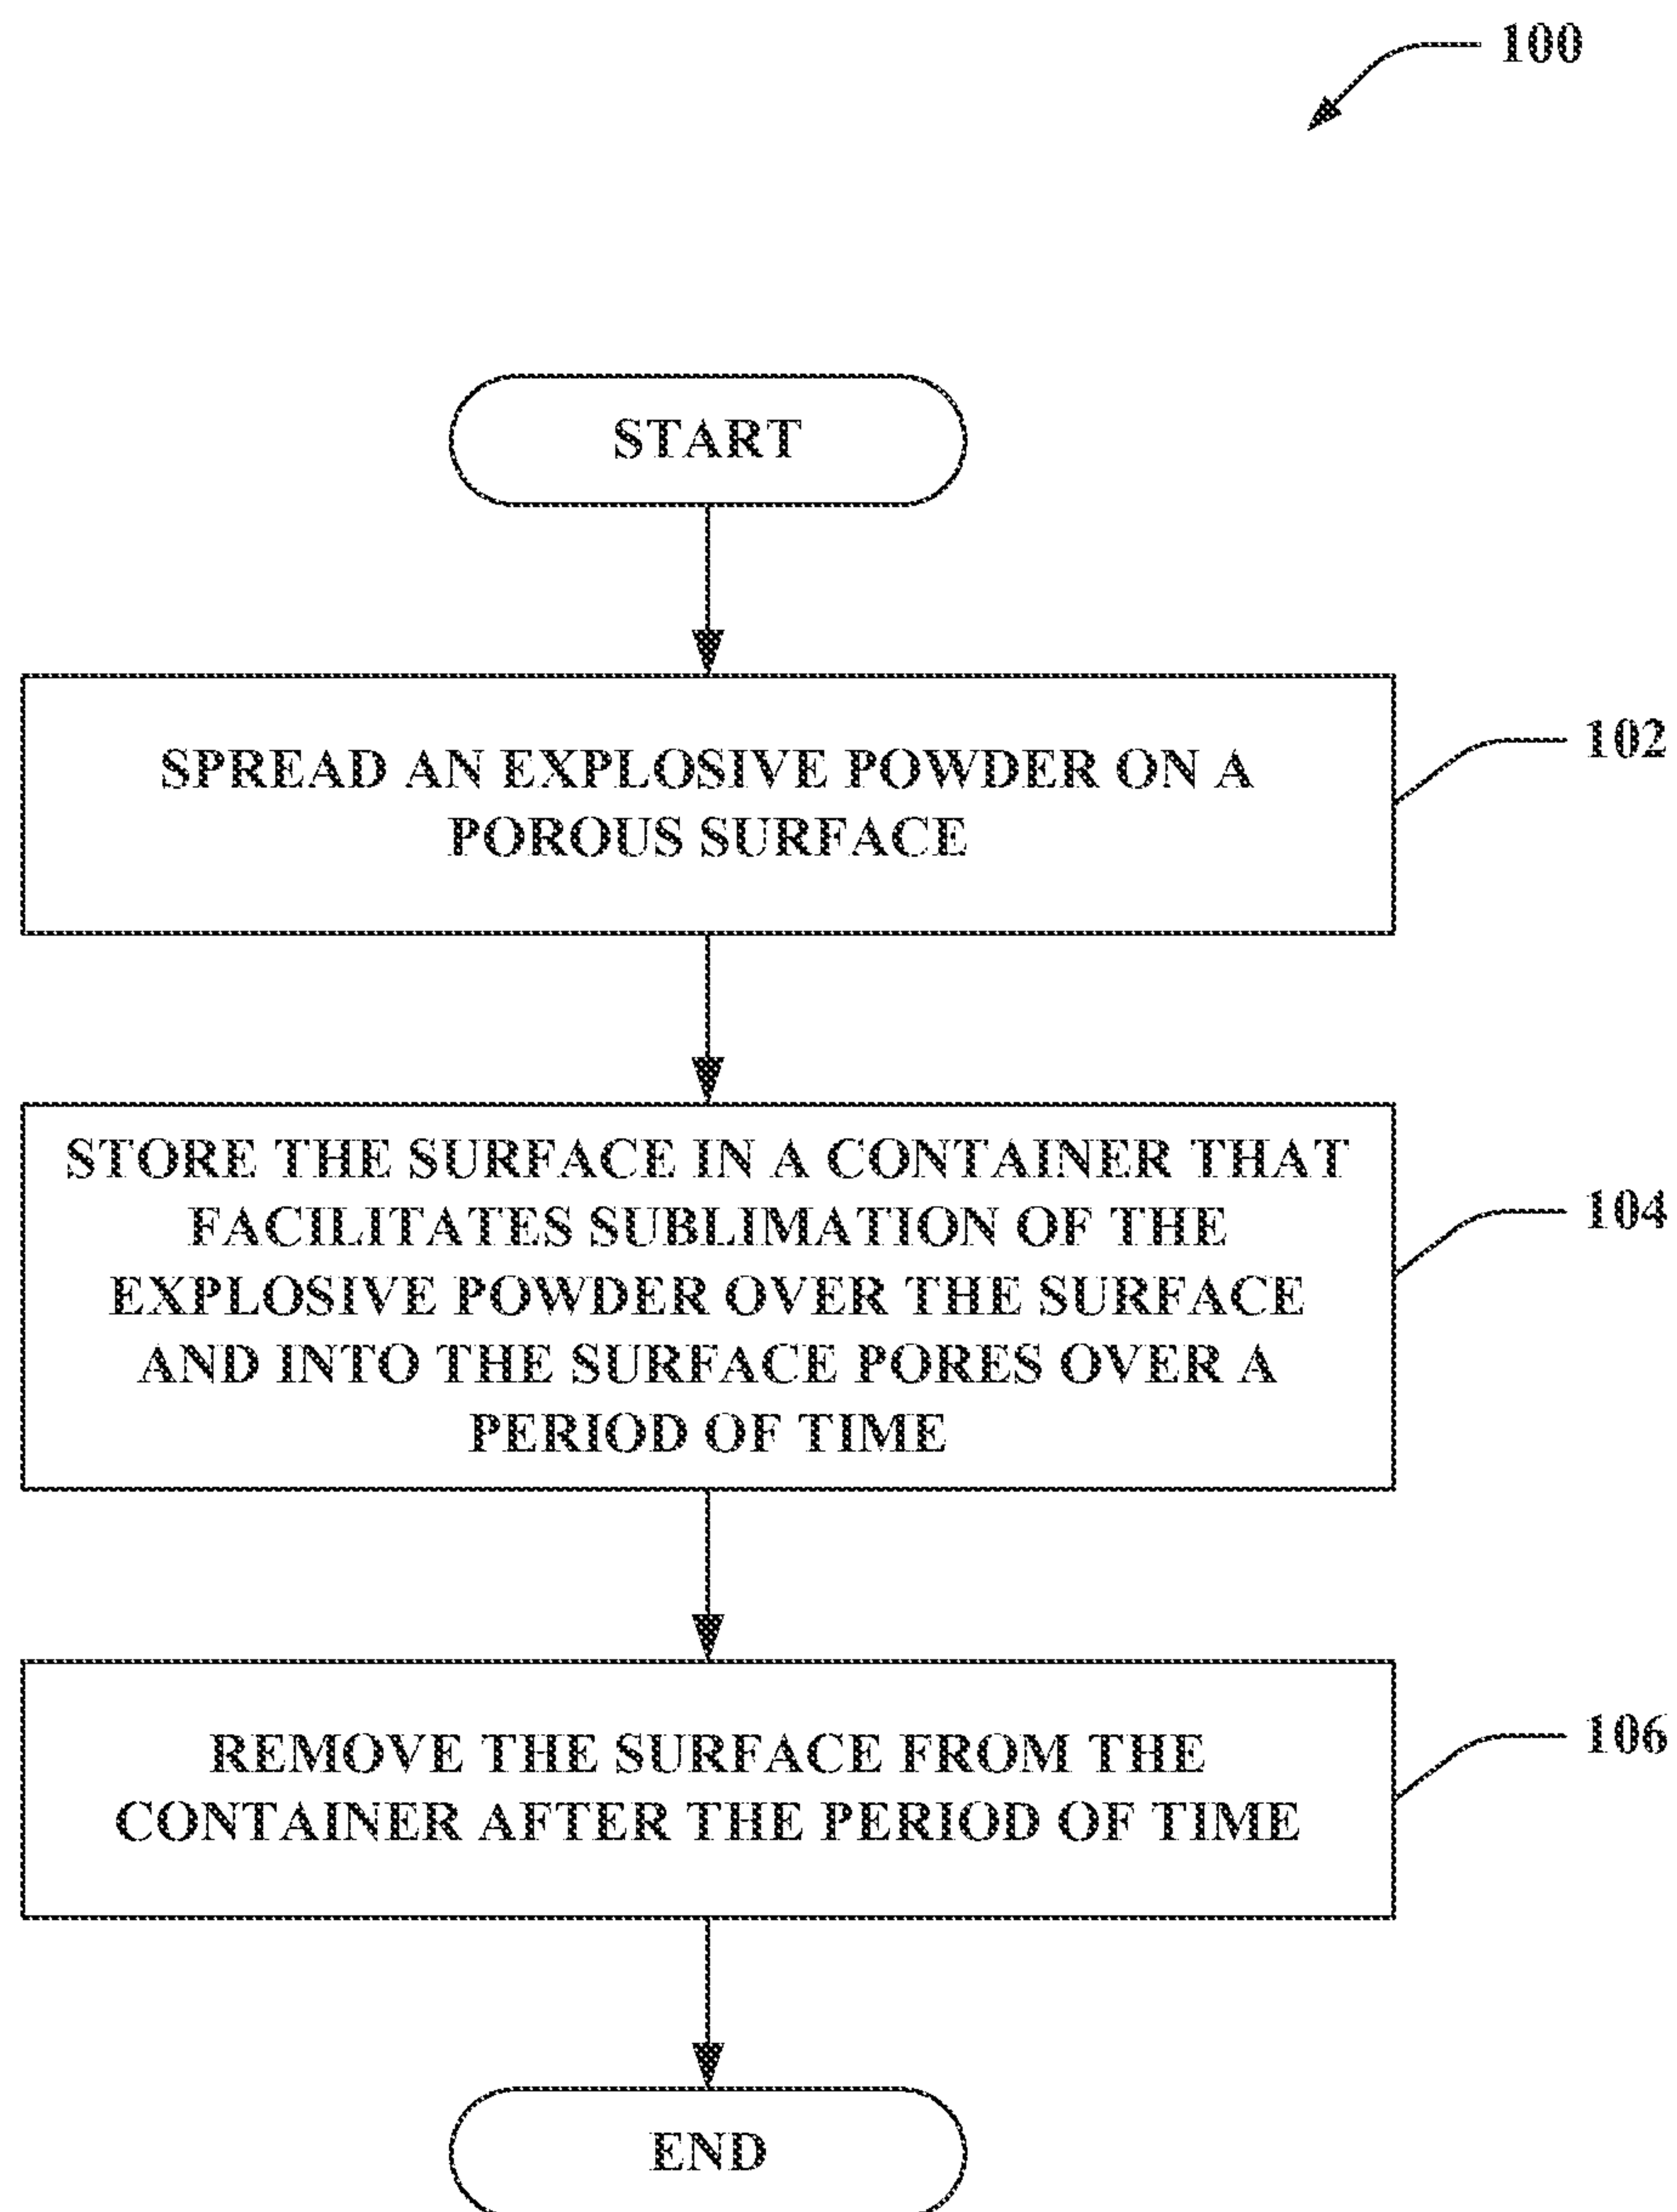 100
START
SPREAD AN EXPLOSIVE POWDER ON A
POROUS SURFACE
102
STORE THE SURFACE IN A CONTAINER THAT
FACILITATES SUBLIMATION OF THE
EXPLOSIVE POWDER OVER THE SURFACE
AND INTO THE SURFACE PORES OVER A
PERIOD OF TIME
104
REMOVE THE SURFACE FROM THE
CONTAINER AFTER THE PERIOD OF TIME
106
END